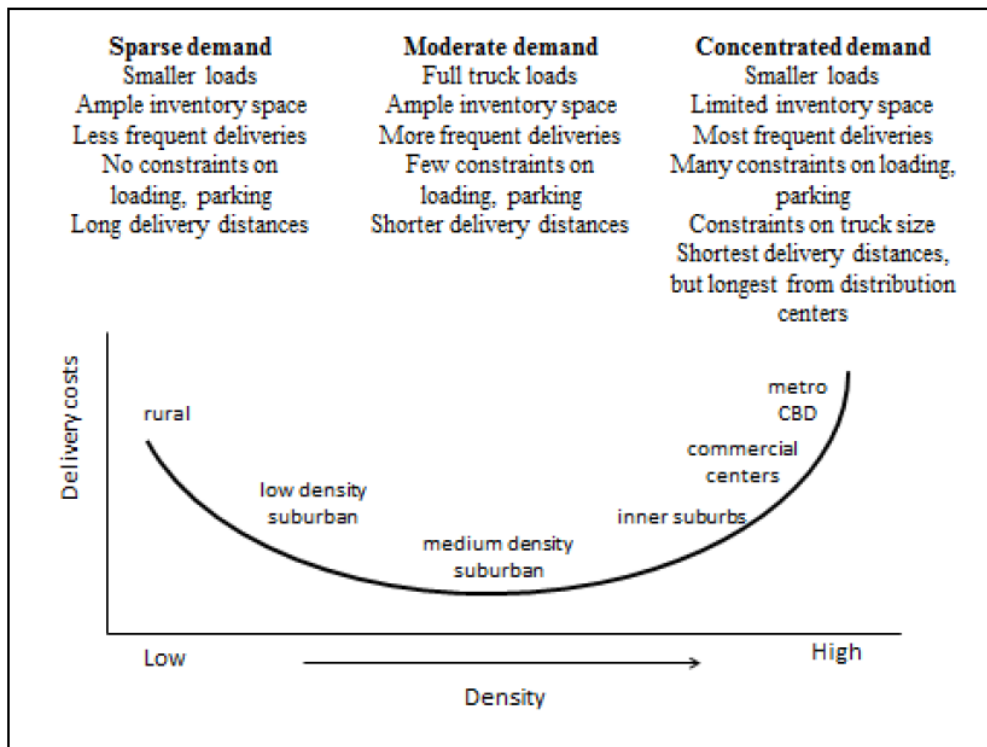 Sparse demand
Smaller loads
Ample inventory space
Less frequent deliveries
No constraints on
loading, parking
Long delivery distances
Moderate demand
Full truck loads
Ample inventory space
More frequent deliveries
Few constraints on
loading, parking
Shorter delivery distances
Concentrated demand
Smaller loads
Limited inventory space
Most frequent deliveries
Many constraints on loading,
parking
Constraints on truck size
Shortest delivery distances,
but longest from distribution
centers
Delivery costs
rural
low density
suburban
medium density
suburban
inner suburbs
commercial
centers
metro
CBD
Low
High
Density